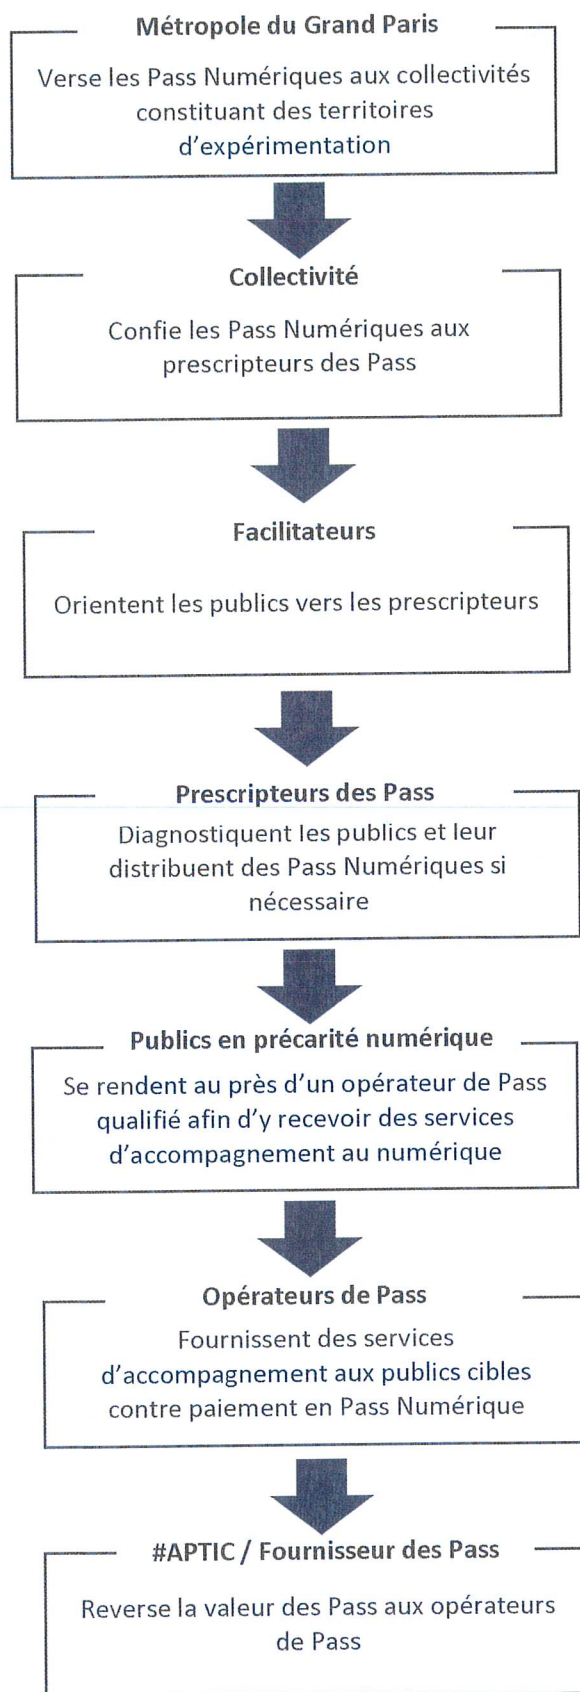 Métropole du Grand Paris
Verse les Pass Numériques aux collectivités
constituant des territoires
d'expérimentation
Collectivité
Confie les Pass Numériques aux
prescripteurs des Pass
Facilitateurs
Orientent les publics vers les prescripteurs
Prescripteurs des Pass
Diagnostiquent les publics et leur
distribuent des Pass Numériques si
nécessaire
Publics en précarité numérique
Se rendent au près d'un opérateur de Pass
qualifié afin d'y recevoir des services
d'accompagnement au numérique
Opérateurs de Pass
Fournissent des services
d'accompagnement aux publics cibles
contre paiement en Pass Numérique
#APTIC / Fournisseur des Pass
Reverse la valeur des Pass aux opérateurs
de Pass